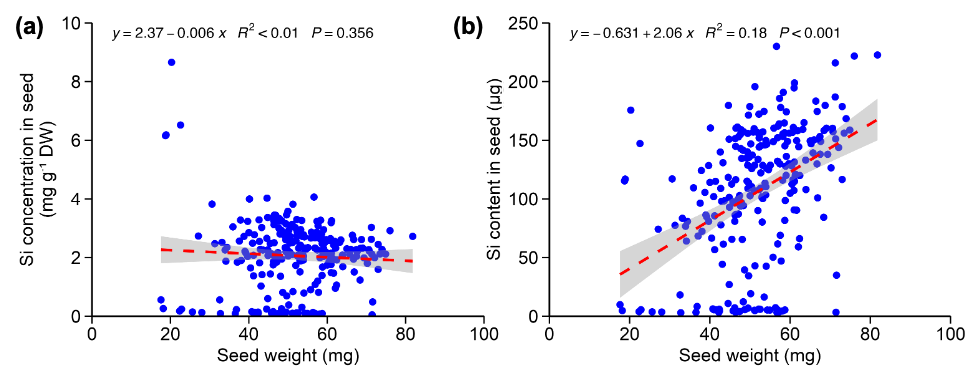 (a)
y = 2.37 – 0.006 x R² < 0.01 P = 0.356
10
8
6
4
2
0
Si concentration in seed
(mg g⁻¹ DW)
0 20 40 60 80 100
Seed weight (mg)
(b)
y = – 0.631 + 2.06 x R² = 0.18 P < 0.001
250
200
150
100
50
0
Si content in seed (µg)
0 20 40 60 80 100
Seed weight (mg)